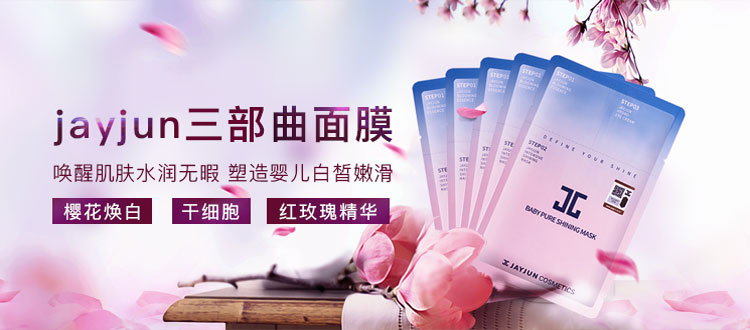 jayjun三部曲面膜
唤醒肌肤水润无暇 塑造婴儿白皙嫩滑
樱花焕白 干细胞 红玫瑰精华
STEP01
STEP03
STEP02
DEFINE YOUR SHINE
BABY PURE SHINING MASK
JAYJUN COSMETICS